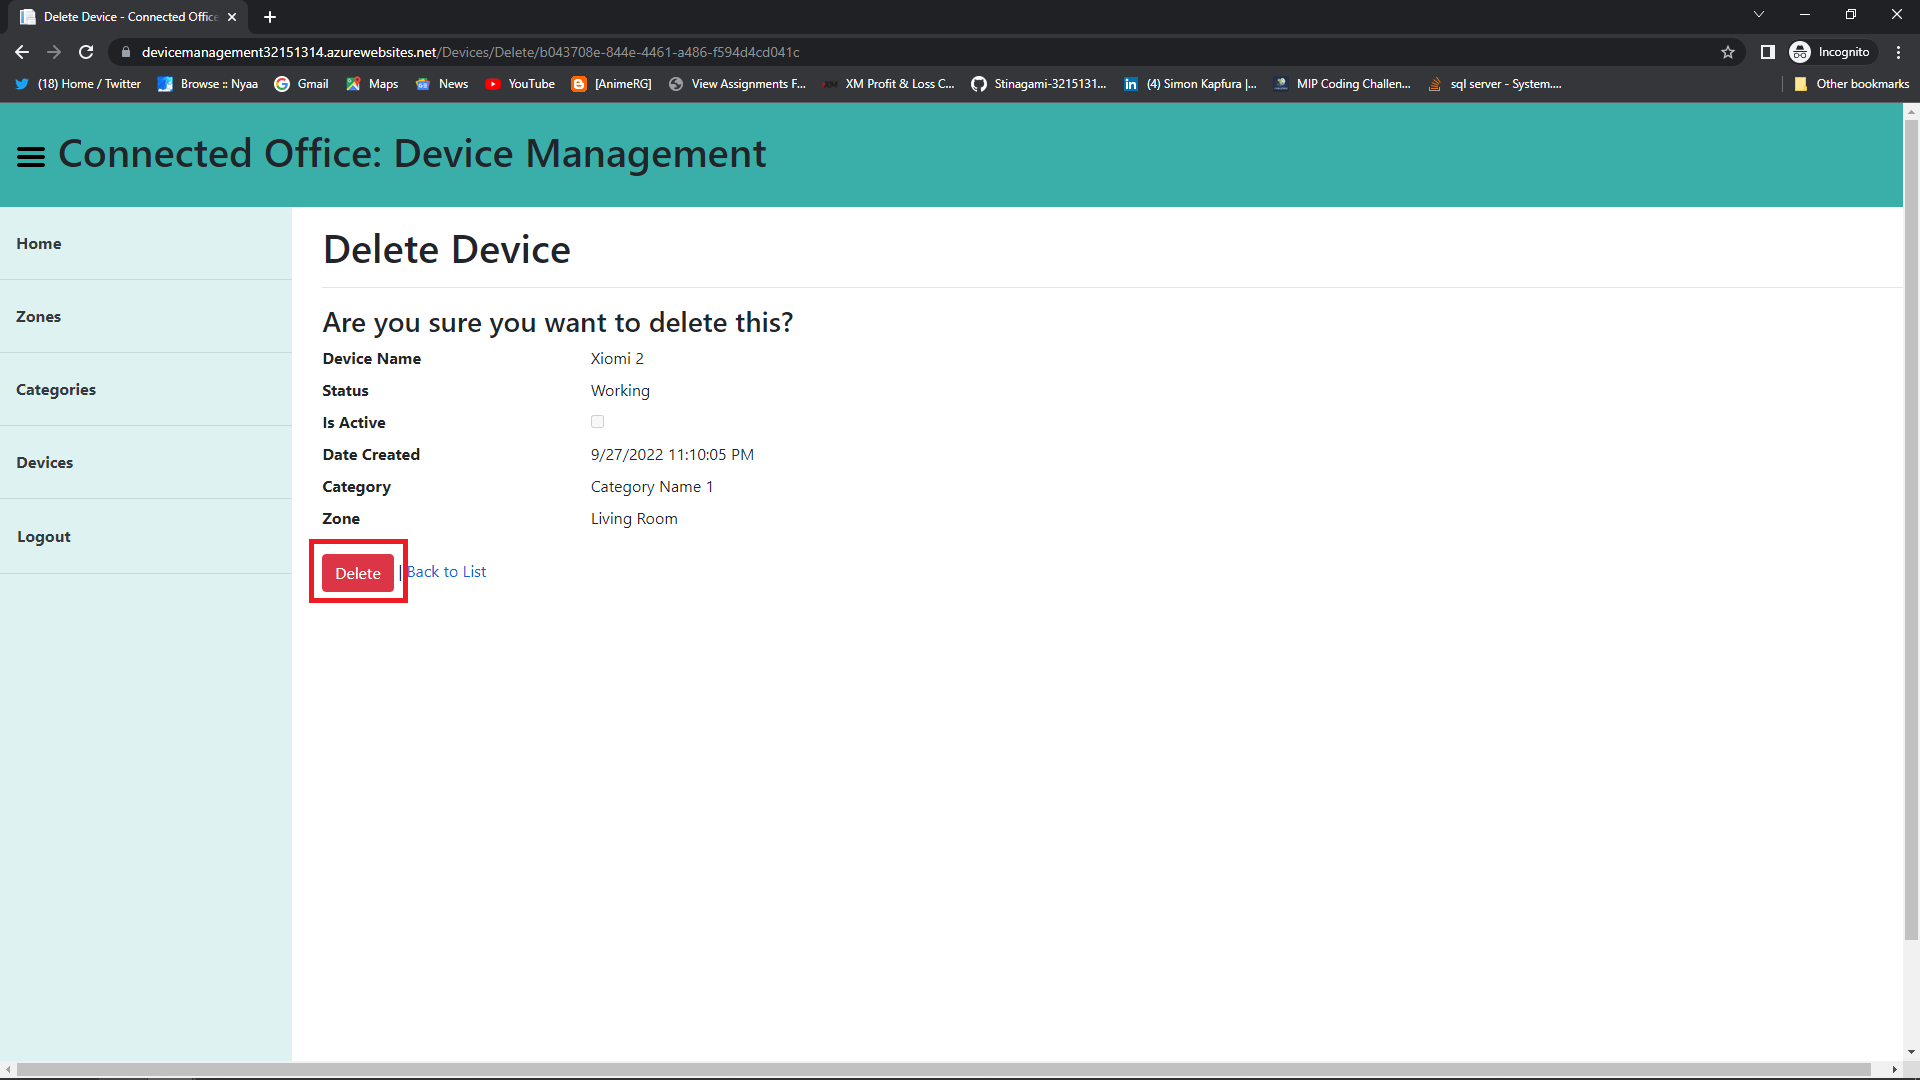 Delete Device - Connected Office
devicemanagement32151314.azurewebsites.net/Devices/Delete/b043708e-844e-4461-a486-f594d4cd041c
Incognito
(18) Home / Twitter
Browse :: Nyaa
Gmail
Maps
News
YouTube
[AnimeRG]
View Assignments F...
XM Profit & Loss C...
Stinagami-3215131...
(4) Simon Kapfura |...
MIP Coding Challen...
sql server - System....
Other bookmarks
Connected Office: Device Management
Home
Zones
Categories
Devices
Logout
Delete Device
Are you sure you want to delete this?
Device Name Xiomi 2
Status Working
Is Active
Date Created 9/27/2022 11:10:05 PM
Category Category Name 1
Zone Living Room
Delete | Back to List